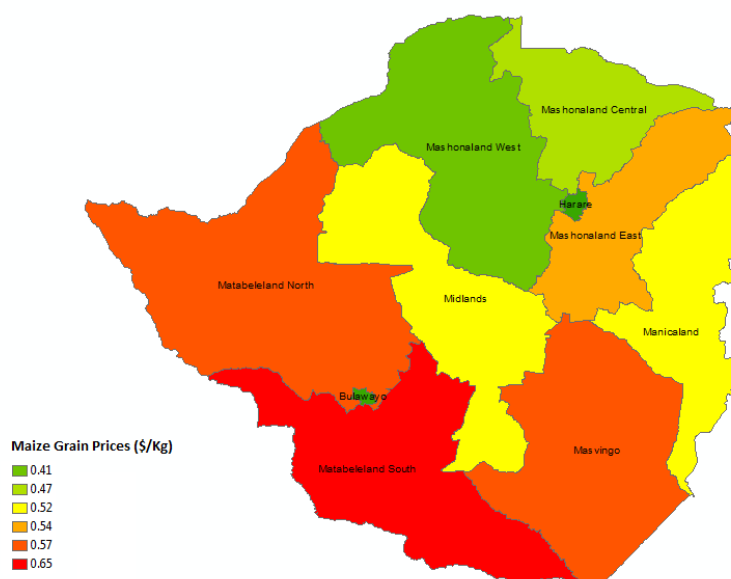 Mashonaland Central
Mashonaland West
Harare
Mashonaland East
Matabeleland North
Midlands
Manicaland
Bulawayo
Masvingo
Matabeleland South
Maize Grain Prices ($/Kg)
0.41
0.47
0.52
0.54
0.57
0.65